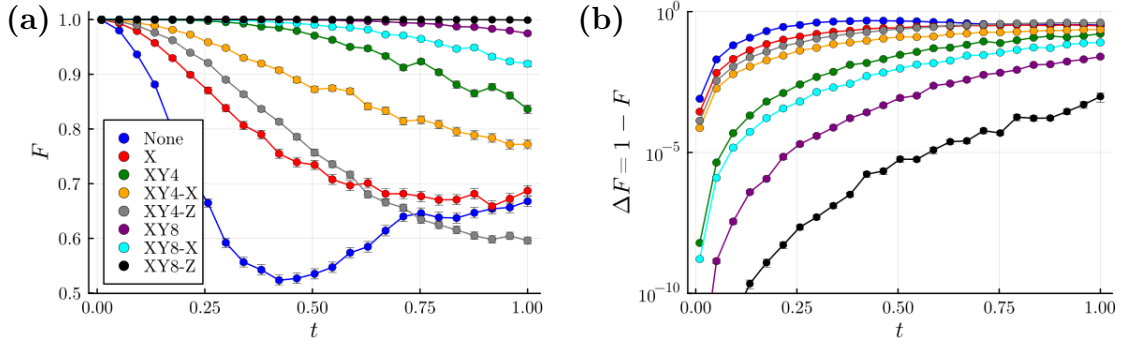 (a)
F
1.0
0.9
0.8
0.7
0.6
0.5
None
X
XY4
XY4-X
XY4-Z
XY8
XY8-X
XY8-Z
0.00 0.25 0.50 0.75 1.00
t
(b)
ΔF = 1 − F
10⁰
10⁻⁵
10⁻¹⁰
0.00 0.25 0.50 0.75 1.00
t